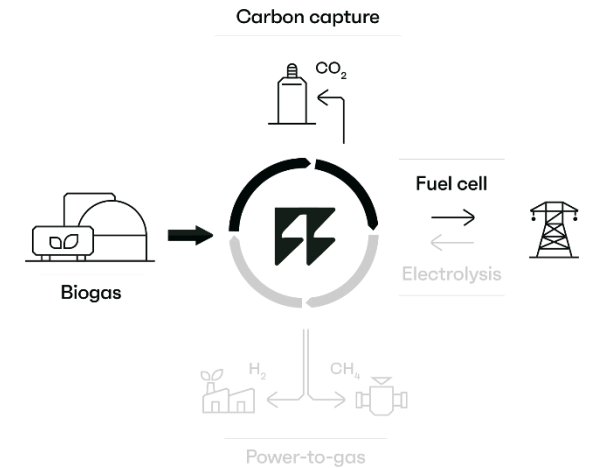 Carbon capture
CO₂
Fuel cell
Electrolysis
Biogas
H₂
CH₄
Power-to-gas